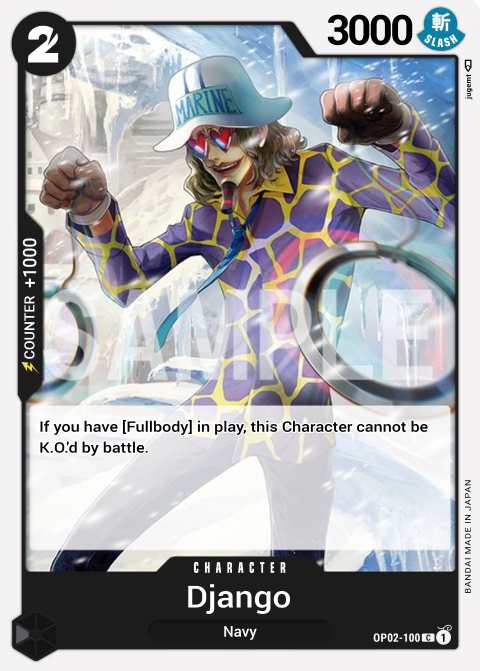 2
3000
斬
SLASH
jugemt
MARINE
COUNTER +1000
SAMPLE
If you have [Fullbody] in play, this Character cannot be
K.O.'d by battle.
BANDAI MADE IN JAPAN
CHARACTER
Django
Navy
OP02-100 C 1